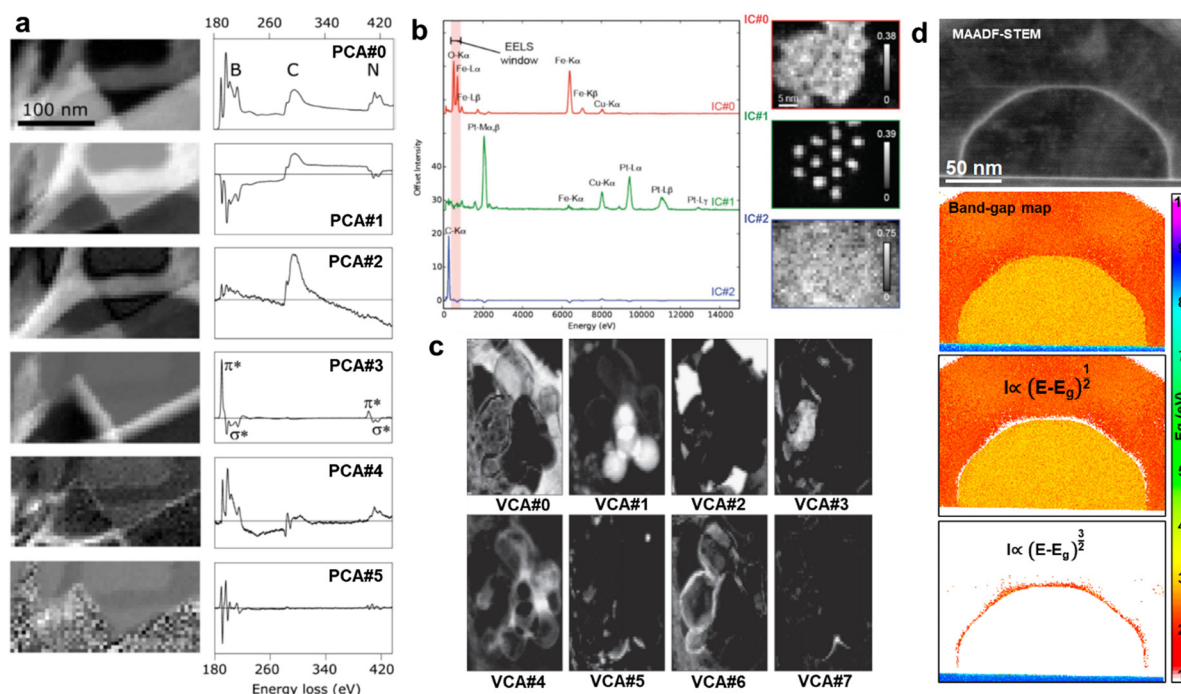 a
180 260 340 420
PCA#0
B C N
100 nm
PCA#1
PCA#2
PCA#3
π* π*
σ* σ*
PCA#4
PCA#5
180 260 340 420
Energy loss (eV)
b
EELS
window
O-Kα
Fe-Lα
Fe-Lβ
Fe-Kα
Fe-Kβ
Cu-Kα
IC#0
Pt-Mα,β
Fe-Kα
Cu-Kα
Pt-Lα
Pt-Lβ
Pt-Lγ
IC#1
C-Kα
IC#2
Offset Intensity
50
40
30
20
10
0
0 2000 4000 6000 8000 10000 12000 14000
Energy (eV)
IC#0
0.38
0
5 nm
IC#1
0.39
0
IC#2
0.75
0
c
VCA#0 VCA#1 VCA#2 VCA#3
VCA#4 VCA#5 VCA#6 VCA#7
d
MAADF-STEM
50 nm
Band-gap map
I∝ (E-Eg)^1/2
I∝ (E-Eg)^3/2